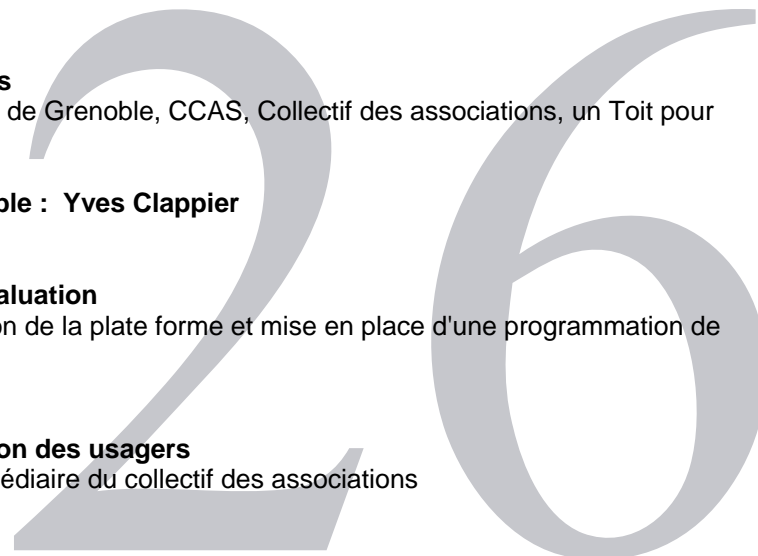 s
de Grenoble, CCAS, Collectif des associations, un Toit pour
ble : Yves Clappier
aluation
on de la plate forme et mise en place d'une programmation de
on des usagers
édiaire du collectif des associations
26